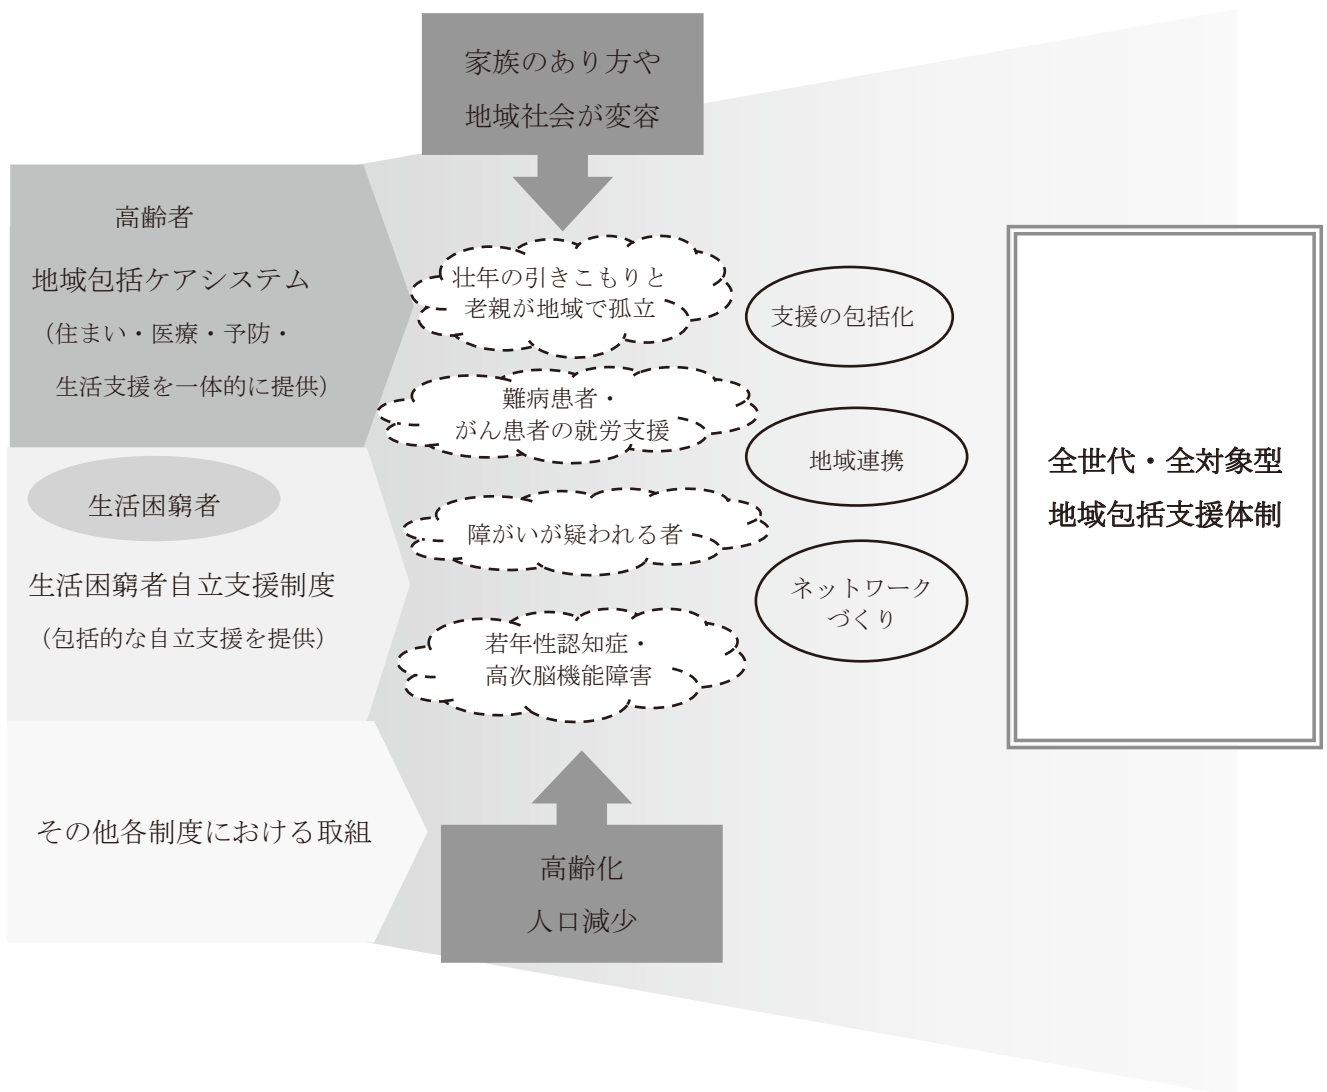 家族のあり方や
地域社会が変容
高齢者
地域包括ケアシステム
（住まい・医療・予防・
生活支援を一体的に提供）
生活困窮者
生活困窮者自立支援制度
（包括的な自立支援を提供）
その他各制度における取組
壮年の引きこもりと
老親が地域で孤立
難病患者・
がん患者の就労支援
障がいが疑われる者
若年性認知症・
高次脳機能障害
高齢化
人口減少
支援の包括化
地域連携
ネットワーク
づくり
全世代・全対象型
地域包括支援体制